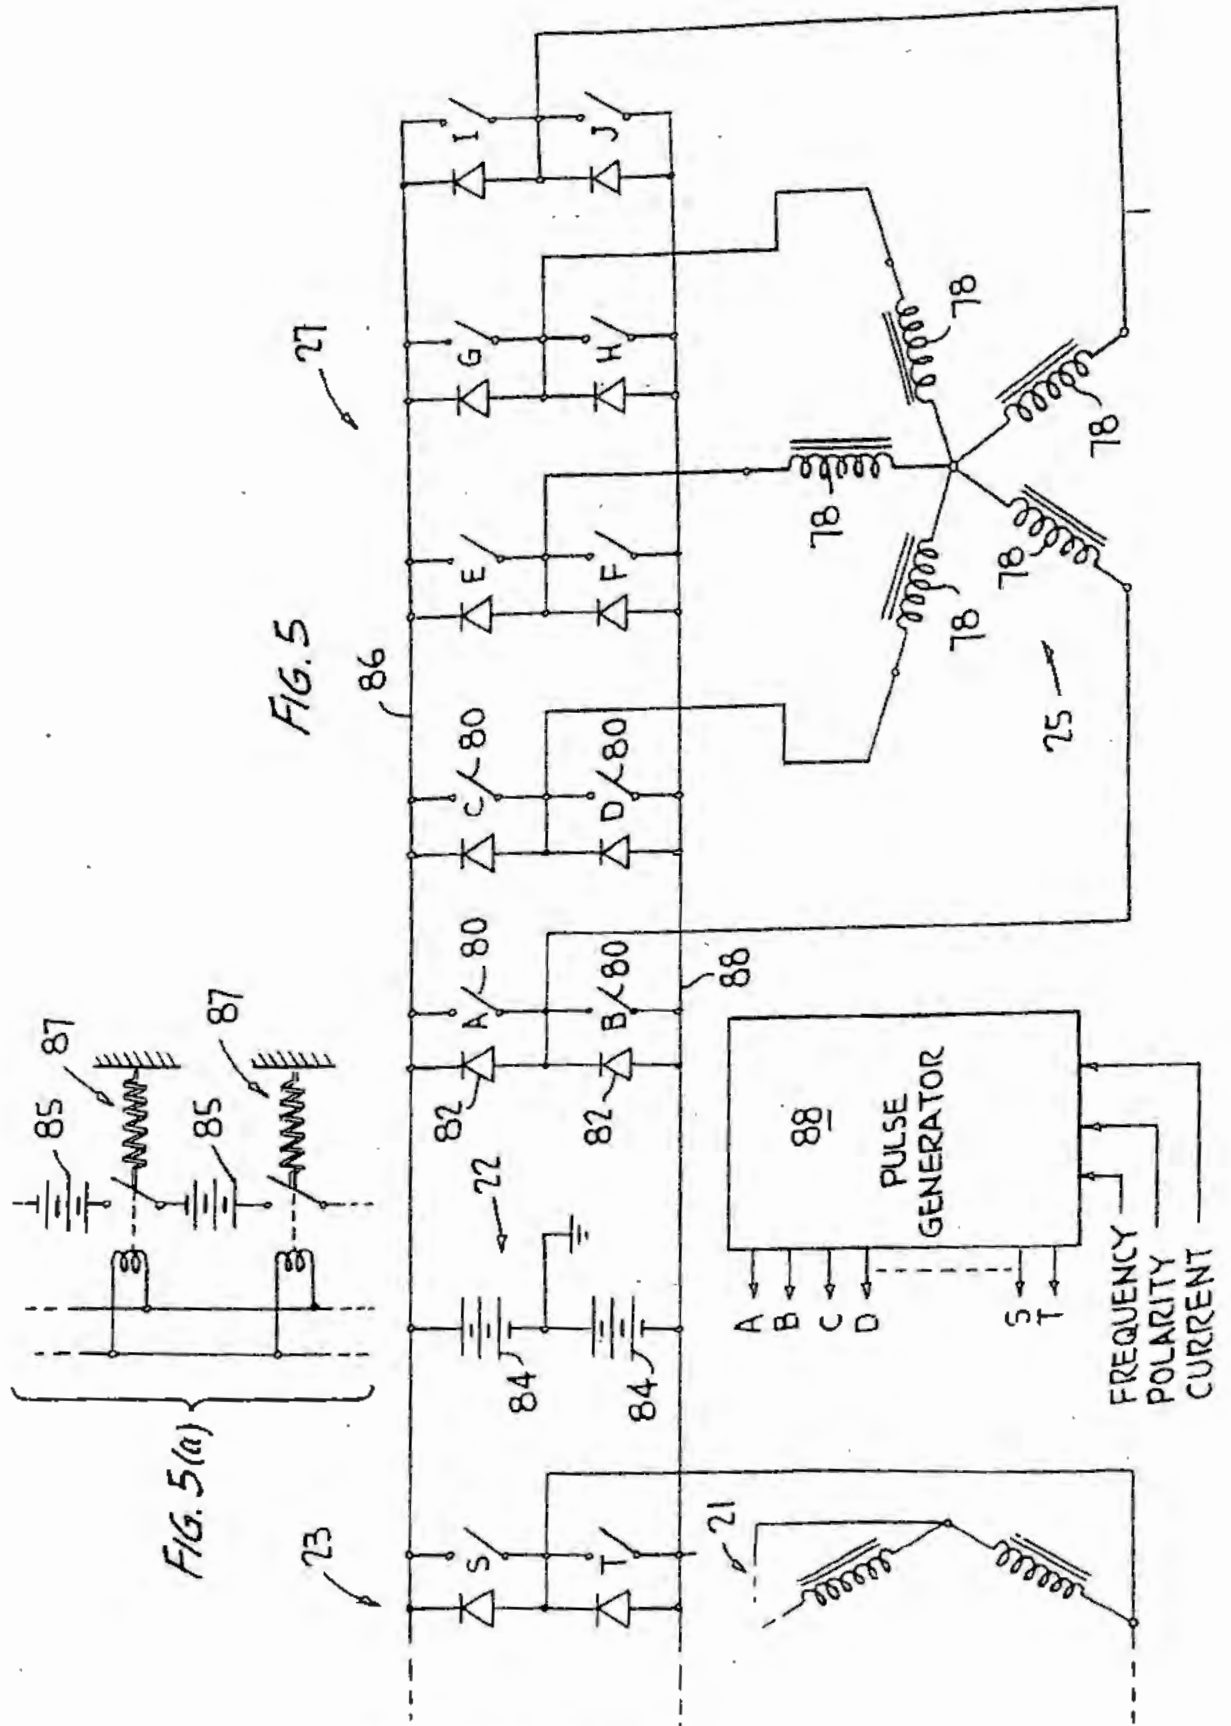 FIG. 5(a)
85
87
85
87
FIG. 5
23
27
86
S
T
22
84
84
82
82
A
B
80
80
C
D
80
80
E
F
G
H
I
J
88
21
88
PULSE
GENERATOR
A
B
C
D
S
T
FREQUENCY
POLARITY
CURRENT
25
78
78
78
78
78